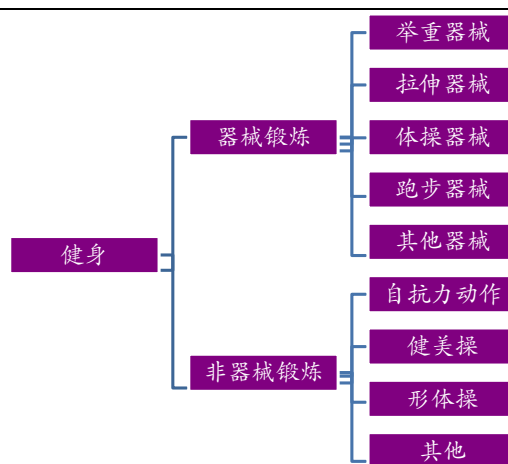 健身
器械锻炼
举重器械
拉伸器械
体操器械
跑步器械
其他器械
非器械锻炼
自抗力动作
健美操
形体操
其他